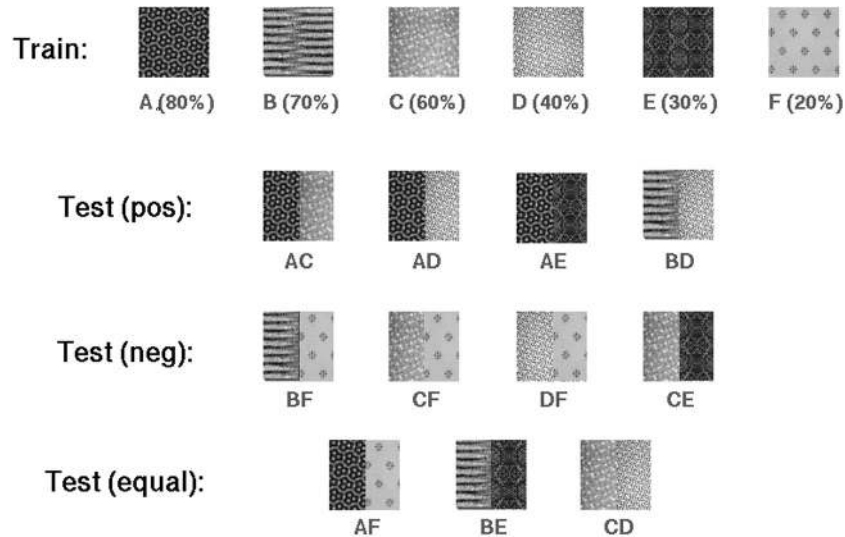 Train:
A (80%) B (70%) C (60%) D (40%) E (30%) F (20%)
Test (pos):
AC AD AE BD
Test (neg):
BF CF DF CE
Test (equal):
AF BE CD